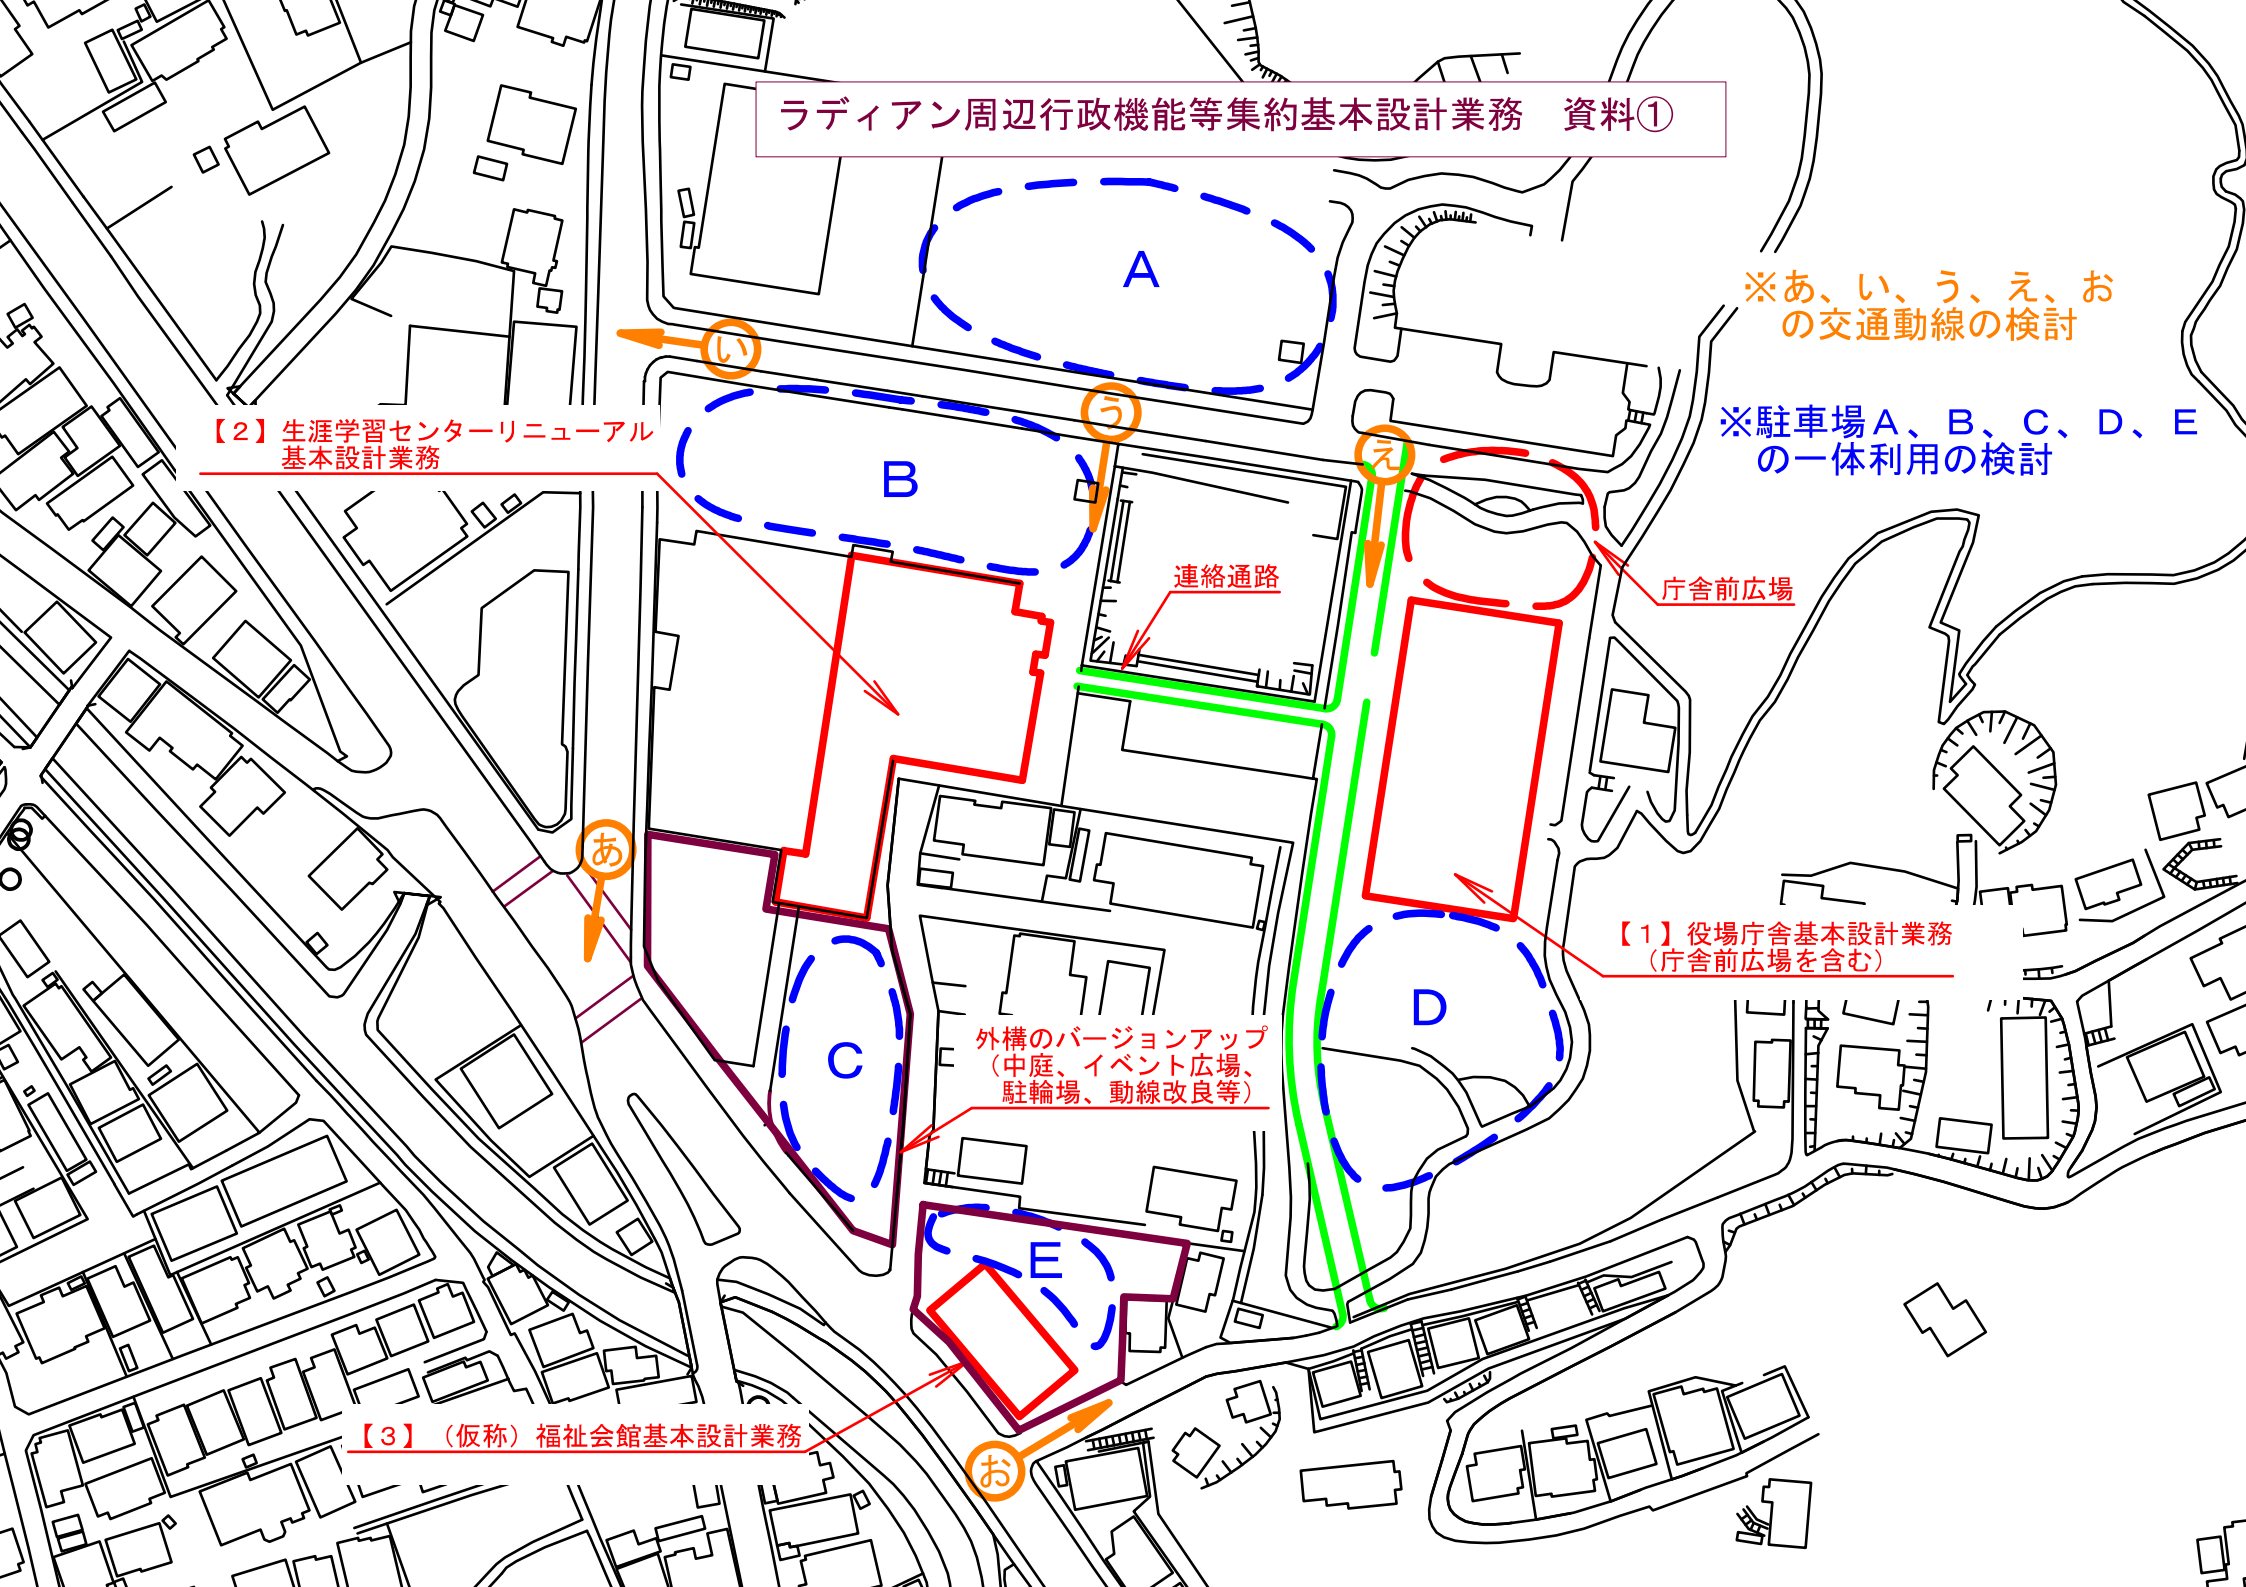 ラディアン周辺行政機能等集約基本設計業務　資料①
A
※あ、い、う、え、お
の交通動線の検討
い
う
え
※駐車場Ａ、Ｂ、Ｃ、Ｄ、Ｅ
の一体利用の検討
【２】生涯学習センターリニューアル
基本設計業務
B
連絡通路
庁舎前広場
あ
【１】役場庁舎基本設計業務
（庁舎前広場を含む）
D
C
外構のバージョンアップ
（中庭、イベント広場、
駐輪場、動線改良等）
E
【３】（仮称）福祉会館基本設計業務
お